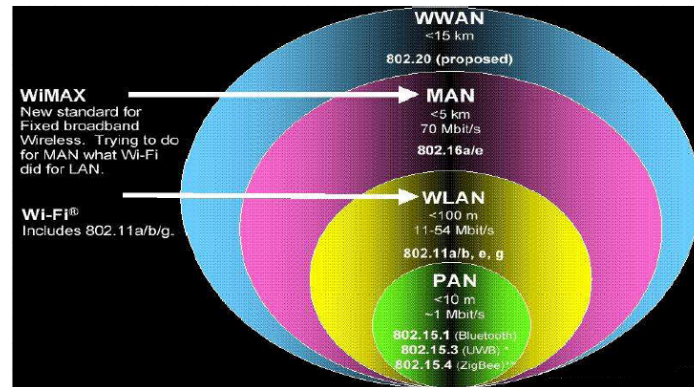 WWAN
<15 km
802.20 (proposed)
WiMAX
New standard for
Fixed broadband
Wireless. Trying to do
for MAN what Wi-Fi
did for LAN.
MAN
<5 km
70 Mbit/s
802.16a/e
Wi-Fi®
Includes 802.11a/b/g.
WLAN
<100 m
11-54 Mbit/s
802.11a/b, e, g
PAN
<10 m
~1 Mbit/s
802.15.1 (Bluetooth)
802.15.3 (UWB) *
802.15.4 (ZigBee)**